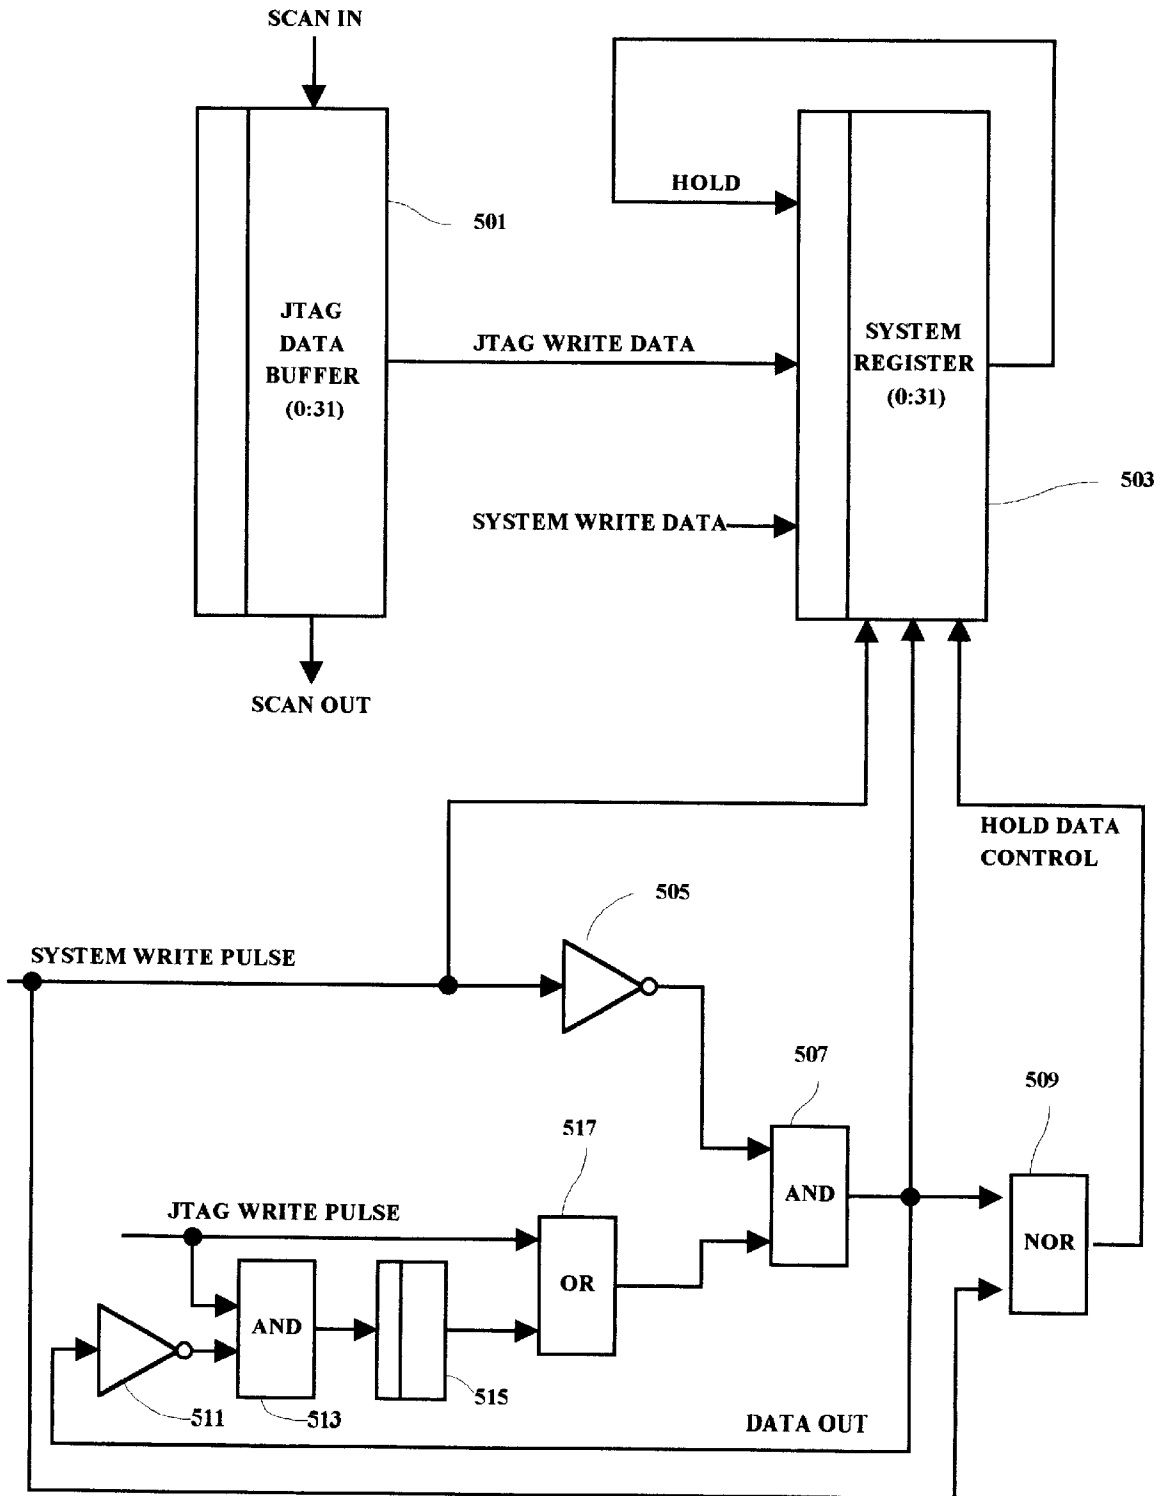 SCAN IN
HOLD
501
JTAG
DATA
BUFFER
(0:31)
JTAG WRITE DATA
SYSTEM
REGISTER
(0:31)
503
SYSTEM WRITE DATA
SCAN OUT
HOLD DATA
CONTROL
505
SYSTEM WRITE PULSE
507
509
517
JTAG WRITE PULSE
AND
NOR
OR
AND
511
513
515
DATA OUT